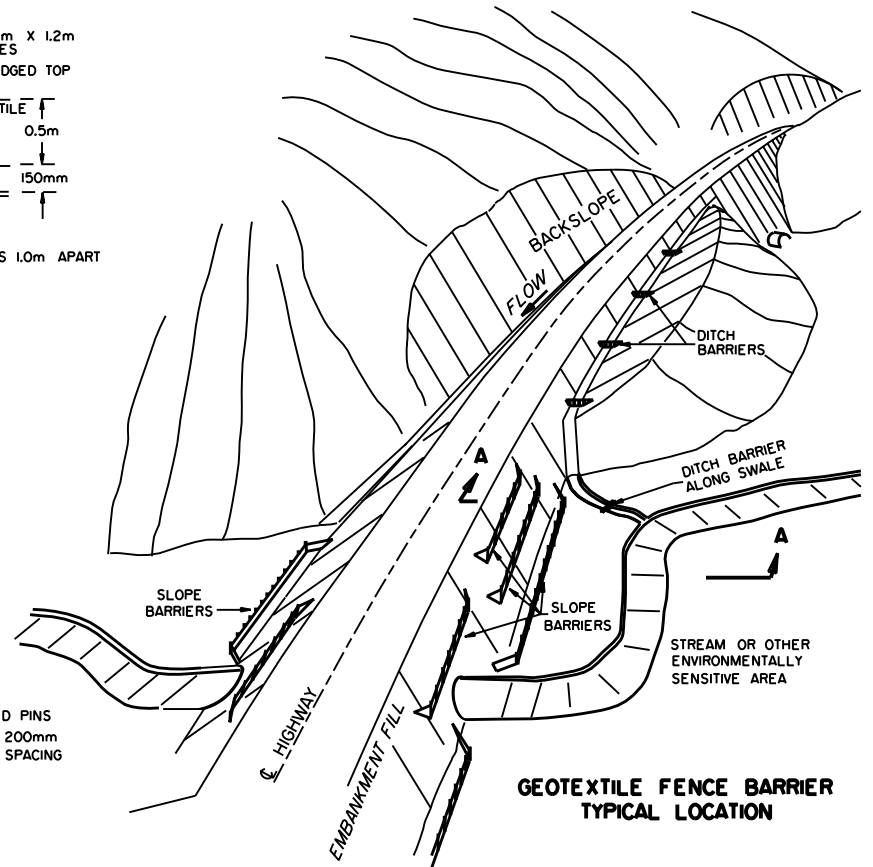 m X 1.2m
ES
DGED TOP
TILE
0.5m
150mm
S 1.0m APART
BACKSLOPE
FLOW
DITCH
BARRIERS
A
DITCH BARRIER
ALONG SWALE
A
SLOPE
BARRIERS
SLOPE
BARRIERS
STREAM OR OTHER
ENVIRONMENTALLY
SENSITIVE AREA
D PINS
200mm
SPACING
℄ HIGHWAY
EMBANKMENT FILL
GEOTEXTILE FENCE BARRIER
TYPICAL LOCATION